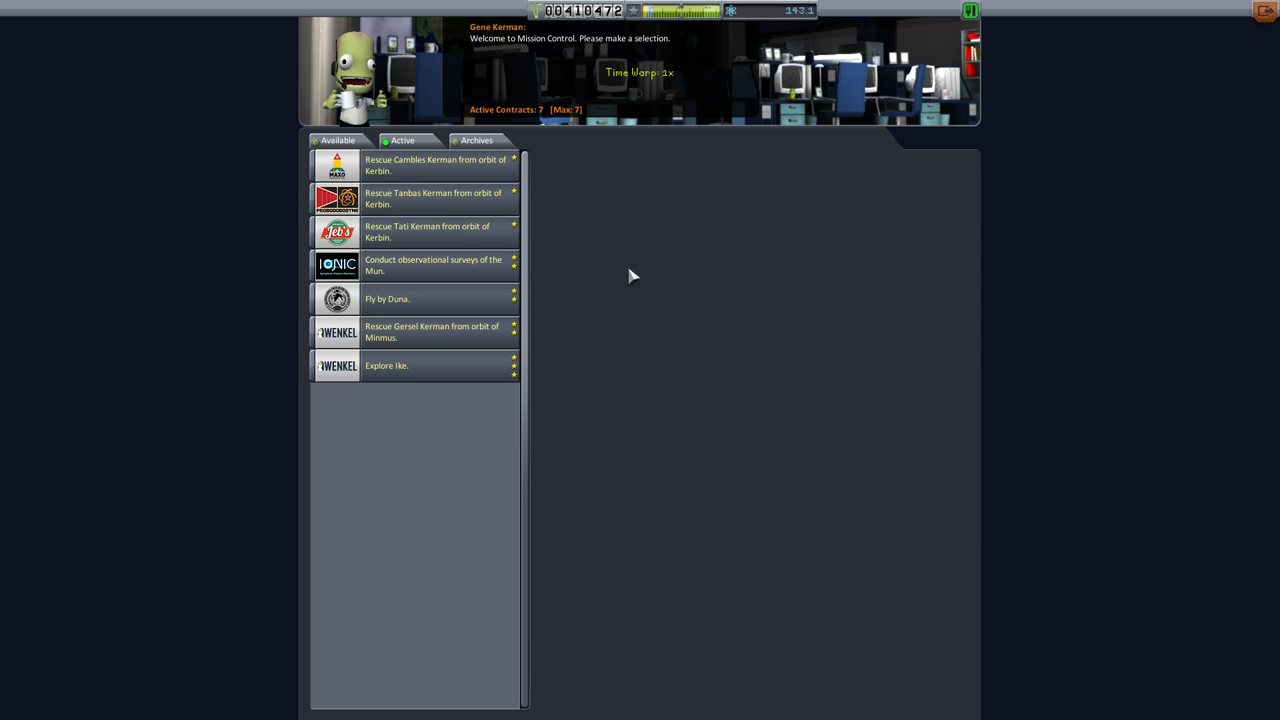 00410472
143.1
Gene Kerman:
Welcome to Mission Control. Please make a selection.
Time Warp: 1x
Active Contracts: 7 [Max: 7]
Available
Active
Archives
MAXO
Rescue Cambles Kerman from orbit of
Kerbin.
PROBODOBODYNE
Rescue Tanbas Kerman from orbit of
Kerbin.
Jeb's
Rescue Tati Kerman from orbit of
Kerbin.
IONIC
Conduct observational surveys of the
Mun.
Fly by Duna.
WENKEL
Rescue Gersel Kerman from orbit of
Minmus.
WENKEL
Explore Ike.